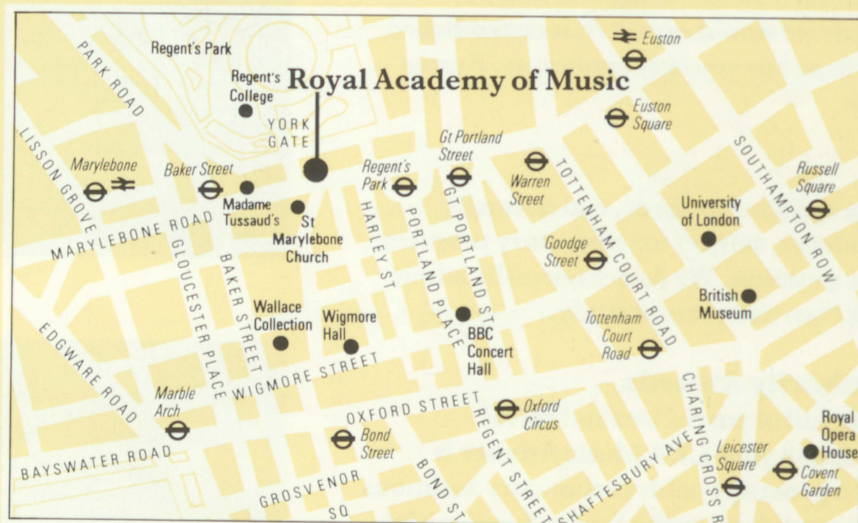 Regent's Park
Euston
PARK ROAD
Regent's
College
Royal Academy of Music
Euston
Square
YORK
GATE
LISSON GROVE
Marylebone
Baker Street
Regent's
Park
Gt Portland
Street
Warren
Street
TOTTENHAM COURT ROAD
SOUTHAMPTON ROW
Russell
Square
Madame
Tussaud's
St
Marylebone
Church
University
of London
MARYLEBONE ROAD
GLOUCESTER PLACE
BAKER STREET
HARLEY ST
PORTLAND PLACE
GT PORTLAND ST
Goodge
Street
British
Museum
Wallace
Collection
Wigmore
Hall
BBC
Concert
Hall
Tottenham
Court
Road
EDGWARE ROAD
WIGMORE STREET
Marble
Arch
OXFORD STREET
Oxford
Circus
Bond
Street
REGENT STREET
CHARING CROSS R
Royal
Opera
House
Leicester
Square
Covent
Garden
BAYSWATER ROAD
GROSVENOR
SQ
BOND ST
SHAFTESBURY AVE